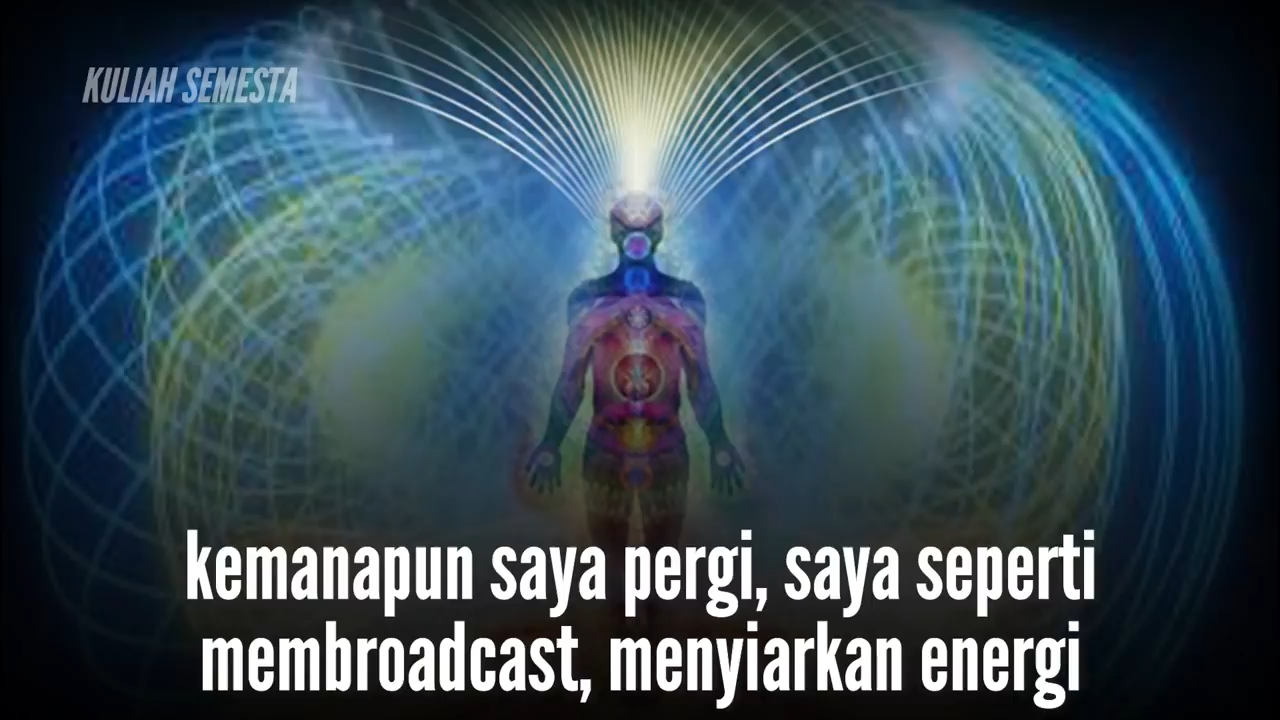 KULIAH SEMESTA
kemanapun saya pergi, saya seperti
membroadcast, menyiarkan energi